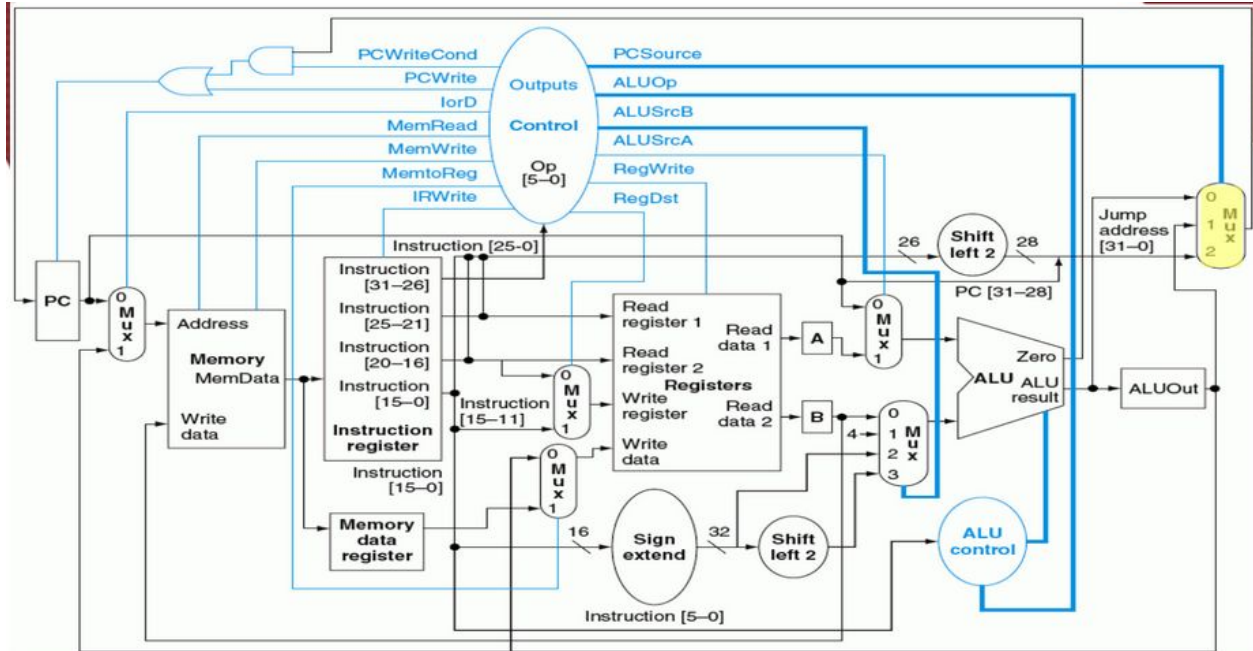 PCWriteCond
PCWrite
IorD
MemRead
MemWrite
MemtoReg
IRWrite
Outputs
Control
Op
[5–0]
PCSource
ALUOp
ALUSrcB
ALUSrcA
RegWrite
RegDst
PC
0
M
u
x
1
Address
Memory
MemData
Write
data
Instruction [25-0]
Instruction
[31–26]
Instruction
[25–21]
Instruction
[20–16]
Instruction
[15–0]
Instruction
register
Instruction
[15–0]
Memory
data
register
Instruction
[15–11]
0
M
u
x
1
0
M
u
x
1
Read
register 1
Read
register 2
Registers
Write
register
Write
data
Read
data 1
Read
data 2
A
B
16
Sign
extend
32
Shift
left 2
Instruction [5–0]
26
Shift
left 2
28
PC [31–28]
Jump
address
[31–0]
0
M
u
x
1
4
0
1
2
3
M
u
x
Zero
ALU
ALU
result
ALUOut
ALU
control
0
1
2
M
u
x